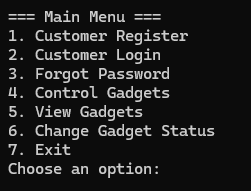 === Main Menu ===
1. Customer Register
2. Customer Login
3. Forgot Password
4. Control Gadgets
5. View Gadgets
6. Change Gadget Status
7. Exit
Choose an option: